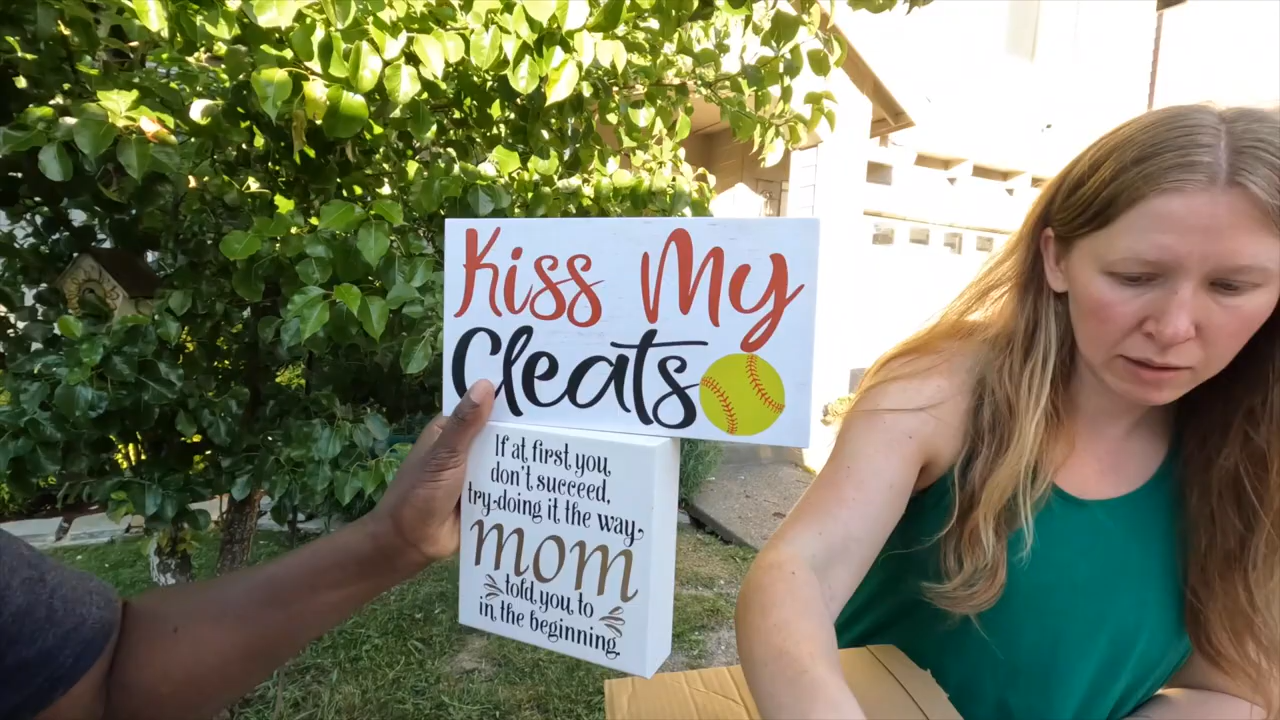 Kiss My
Cleats
If at first you
don't succeed,
try doing it the way
mom
told you to
in the beginning.